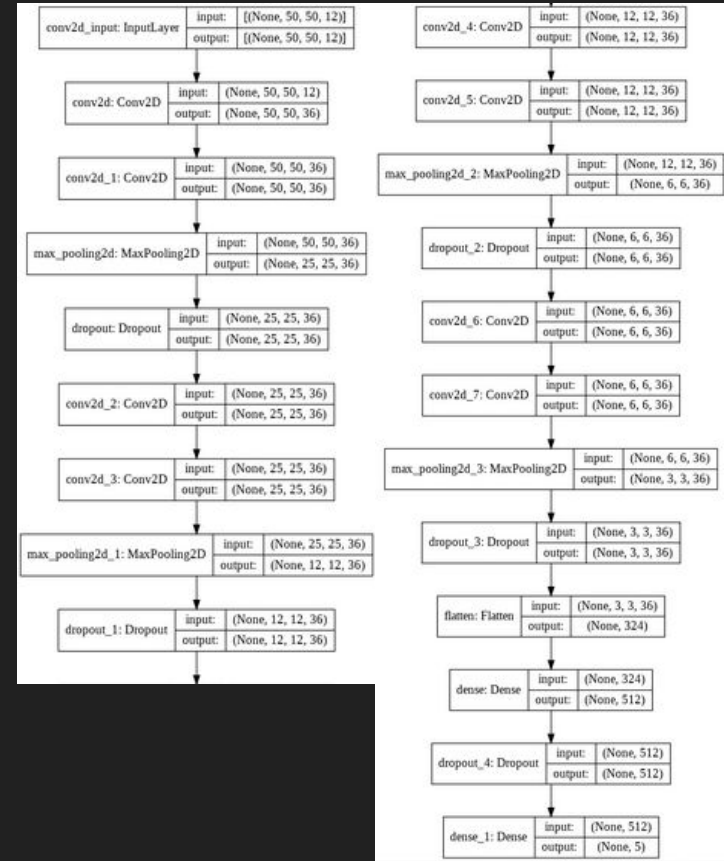 conv2d_input: InputLayer
input: [(None, 50, 50, 12)]
output: [(None, 50, 50, 12)]
conv2d: Conv2D
input: (None, 50, 50, 12)
output: (None, 50, 50, 36)
conv2d_1: Conv2D
input: (None, 50, 50, 36)
output: (None, 50, 50, 36)
max_pooling2d: MaxPooling2D
input: (None, 50, 50, 36)
output: (None, 25, 25, 36)
dropout: Dropout
input: (None, 25, 25, 36)
output: (None, 25, 25, 36)
conv2d_2: Conv2D
input: (None, 25, 25, 36)
output: (None, 25, 25, 36)
conv2d_3: Conv2D
input: (None, 25, 25, 36)
output: (None, 25, 25, 36)
max_pooling2d_1: MaxPooling2D
input: (None, 25, 25, 36)
output: (None, 12, 12, 36)
dropout_1: Dropout
input: (None, 12, 12, 36)
output: (None, 12, 12, 36)
conv2d_4: Conv2D
input: (None, 12, 12, 36)
output: (None, 12, 12, 36)
conv2d_5: Conv2D
input: (None, 12, 12, 36)
output: (None, 12, 12, 36)
max_pooling2d_2: MaxPooling2D
input: (None, 12, 12, 36)
output: (None, 6, 6, 36)
dropout_2: Dropout
input: (None, 6, 6, 36)
output: (None, 6, 6, 36)
conv2d_6: Conv2D
input: (None, 6, 6, 36)
output: (None, 6, 6, 36)
conv2d_7: Conv2D
input: (None, 6, 6, 36)
output: (None, 6, 6, 36)
max_pooling2d_3: MaxPooling2D
input: (None, 6, 6, 36)
output: (None, 3, 3, 36)
dropout_3: Dropout
input: (None, 3, 3, 36)
output: (None, 3, 3, 36)
flatten: Flatten
input: (None, 3, 3, 36)
output: (None, 324)
dense: Dense
input: (None, 324)
output: (None, 512)
dropout_4: Dropout
input: (None, 512)
output: (None, 512)
dense_1: Dense
input: (None, 512)
output: (None, 5)